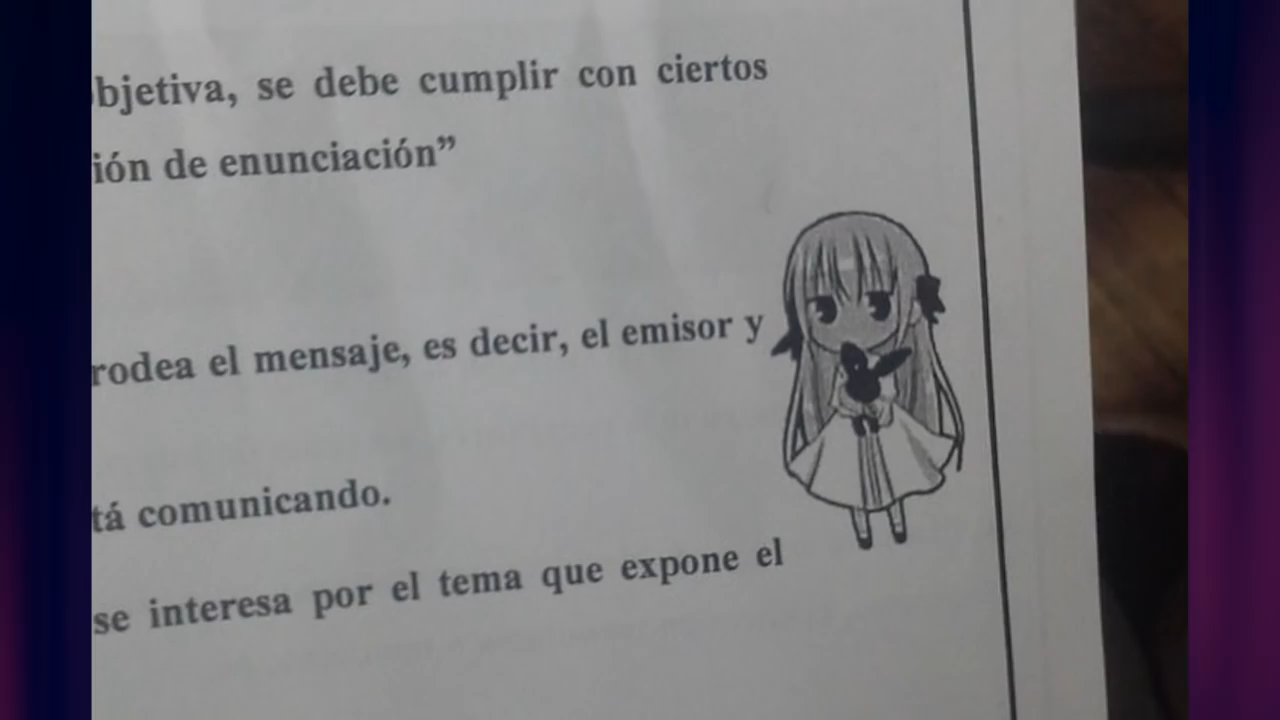 bjetiva, se debe cumplir con ciertos
ión de enunciación”
rodea el mensaje, es decir, el emisor y
tá comunicando.
se interesa por el tema que expone el